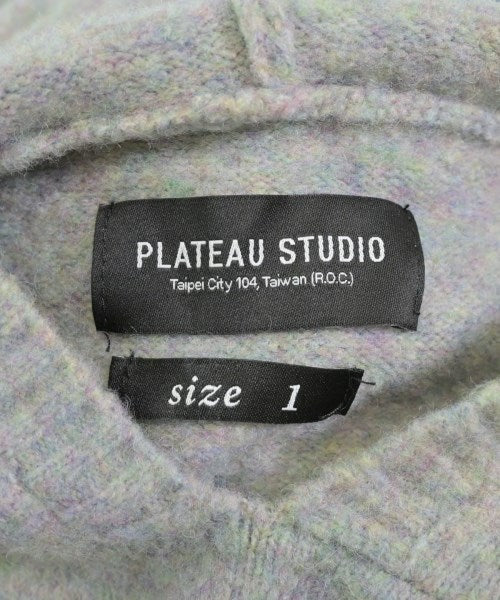 PLATEAU STUDIO
Taipei City 104, Taiwan (R.O.C.)
size 1